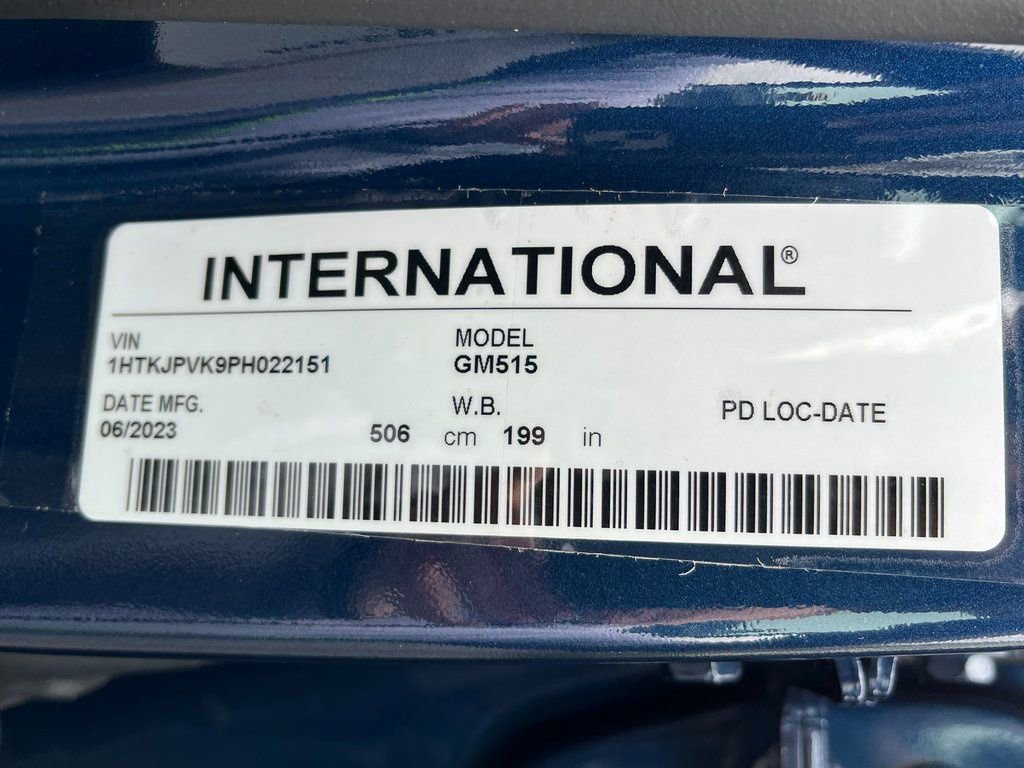 INTERNATIONAL®
VIN
1HTKJPVK9PH022151
MODEL
GM515
DATE MFG.
06/2023
W.B.
506 cm 199 in
PD LOC-DATE